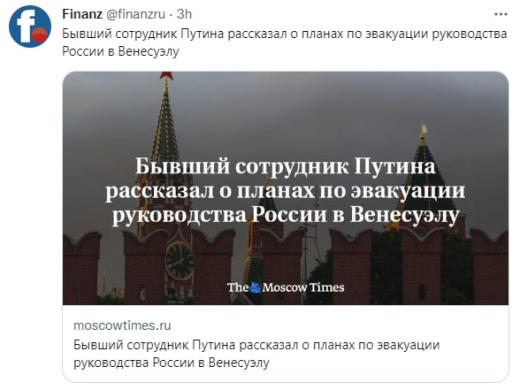 Finanz @finanzru · 3h
Бывший сотрудник Путина рассказал о планах по эвакуации руководства
России в Венесуэлу
Бывший сотрудник Путина
рассказал о планах по эвакуации
руководства России в Венесуэлу
The Moscow Times
moscowtimes.ru
Бывший сотрудник Путина рассказал о планах по эвакуации
руководства России в Венесуэлу